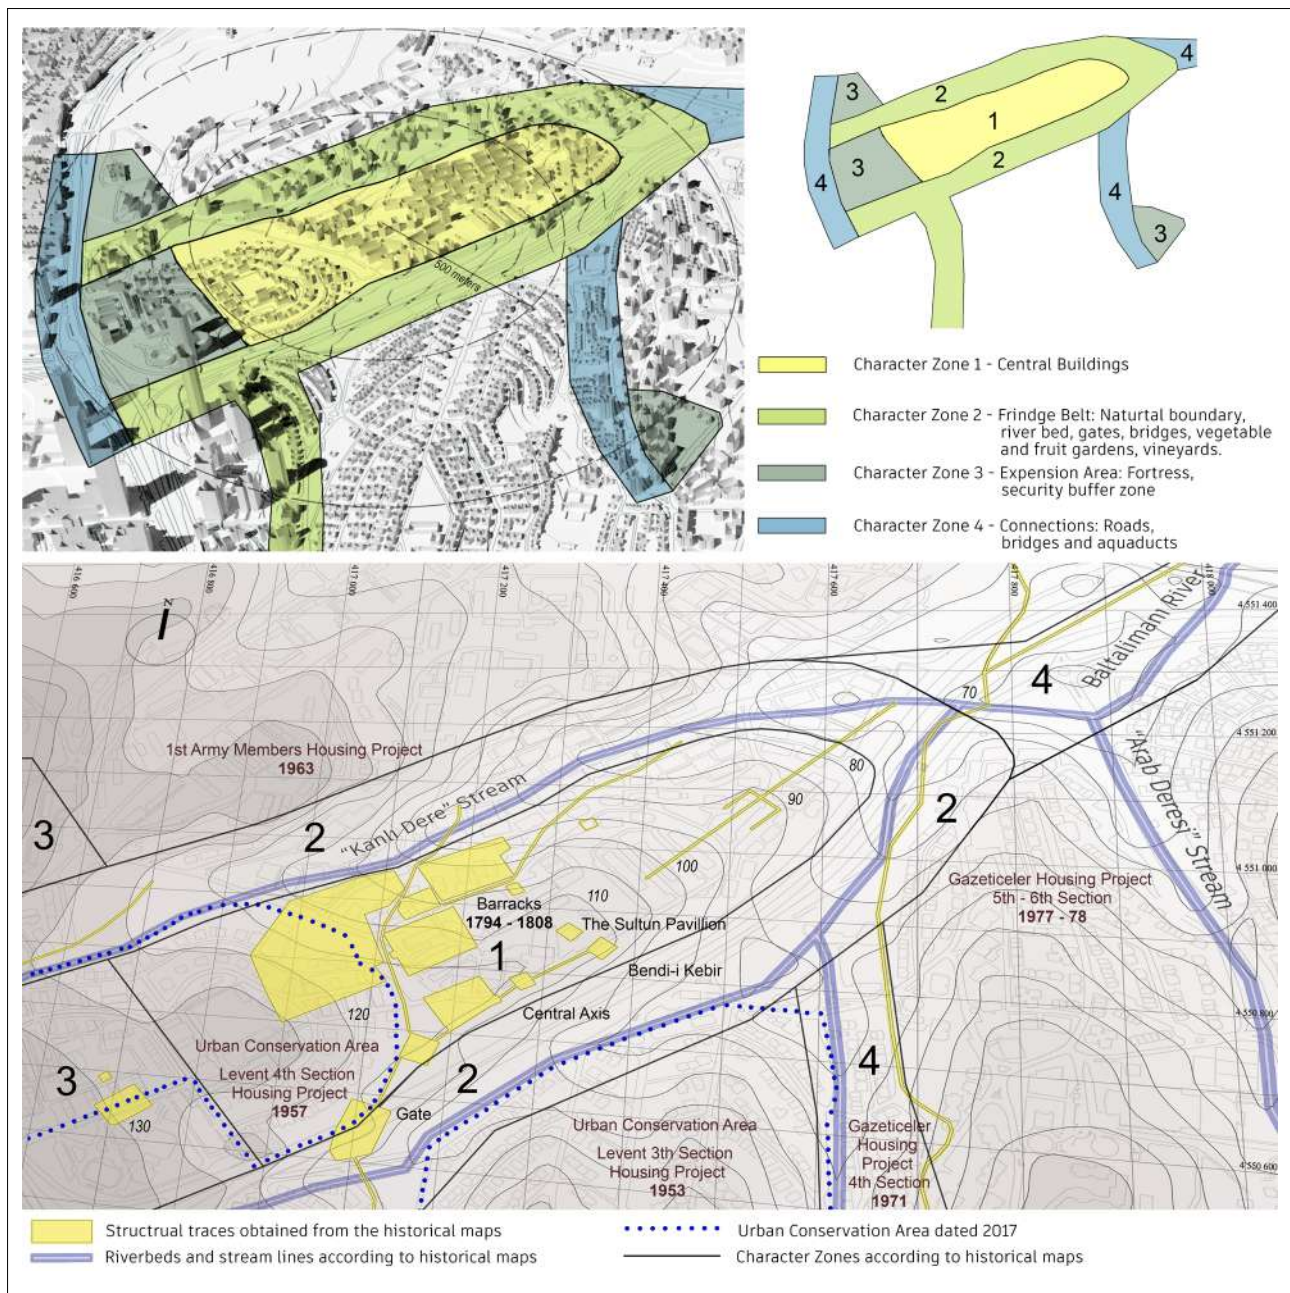 500 meters
3
2
4
1
3
2
4
4
3
Character Zone 1 - Central Buildings
Character Zone 2 - Frindge Belt: Naturtal boundary,
river bed, gates, bridges, vegetable
and fruit gardens, vineyards.
Character Zone 3 - Expension Area: Fortress,
security buffer zone
Character Zone 4 - Connections: Roads,
bridges and aquaducts
416 600
416 800
417 000
417 200
417 400
417 600
417 800
418 000
4 551 400
N
Baltalimanı River
4
70
4 551 200
1st Army Members Housing Project
1963
80
"Arab Deresi" Stream
90
2
3
2
"Kanlı Dere" Stream
100
4 551 000
Gazeticeler Housing Project
5th - 6th Section
1977 - 78
110
Barracks
1794 - 1808
The Sultun Pavillion
1
Bendi-i Kebir
120
Central Axis
4 550 800
Urban Conservation Area
Levent 4th Section
Housing Project
1957
3
130
2
4
Gate
Urban Conservation Area
Levent 3th Section
Housing Project
1953
Gazeticeler
Housing
Project
4th Section
1971
4 550 600
Structrual traces obtained from the historical maps
Urban Conservation Area dated 2017
Riverbeds and stream lines according to historical maps
Character Zones according to historical maps